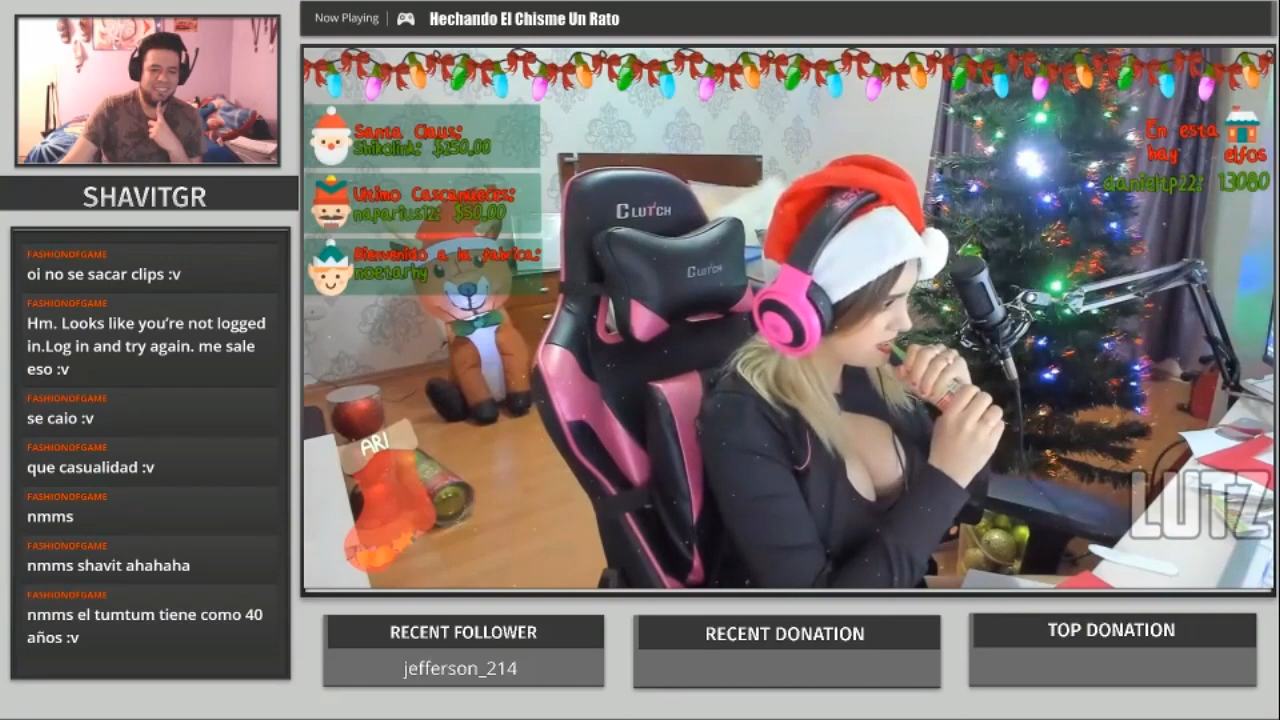 Now Playing
Hechando El Chisme Un Rato
SHAVITGR
FASHIONOFGAME
oi no se sacar clips :v
FASHIONOFGAME
Hm. Looks like you're not logged
in.Log in and try again. me sale
eso :v
FASHIONOFGAME
se caio :v
FASHIONOFGAME
que casualidad :v
FASHIONOFGAME
nmms
FASHIONOFGAME
nmms shavit ahahaha
FASHIONOFGAME
nmms el tumtum tiene como 40
años :v
Santa Claus:
Shikolink: $250.00
Ultimo Cascanueces:
naparius12: $50.00
Bienvenido a la fabrica:
noetarhy
En esta
hay elfos
danieltp22: 13080
CLUTCH
CLUTCH
ARI
LUTZ
RECENT FOLLOWER
jefferson_214
RECENT DONATION
TOP DONATION